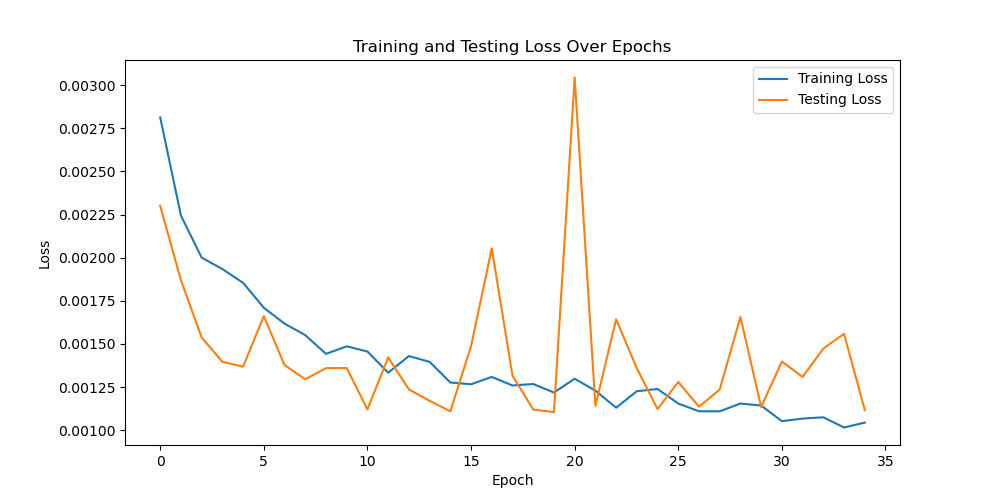 Training and Testing Loss Over Epochs
Training Loss
Testing Loss
Loss
0.00300
0.00275
0.00250
0.00225
0.00200
0.00175
0.00150
0.00125
0.00100
0 5 10 15 20 25 30 35
Epoch